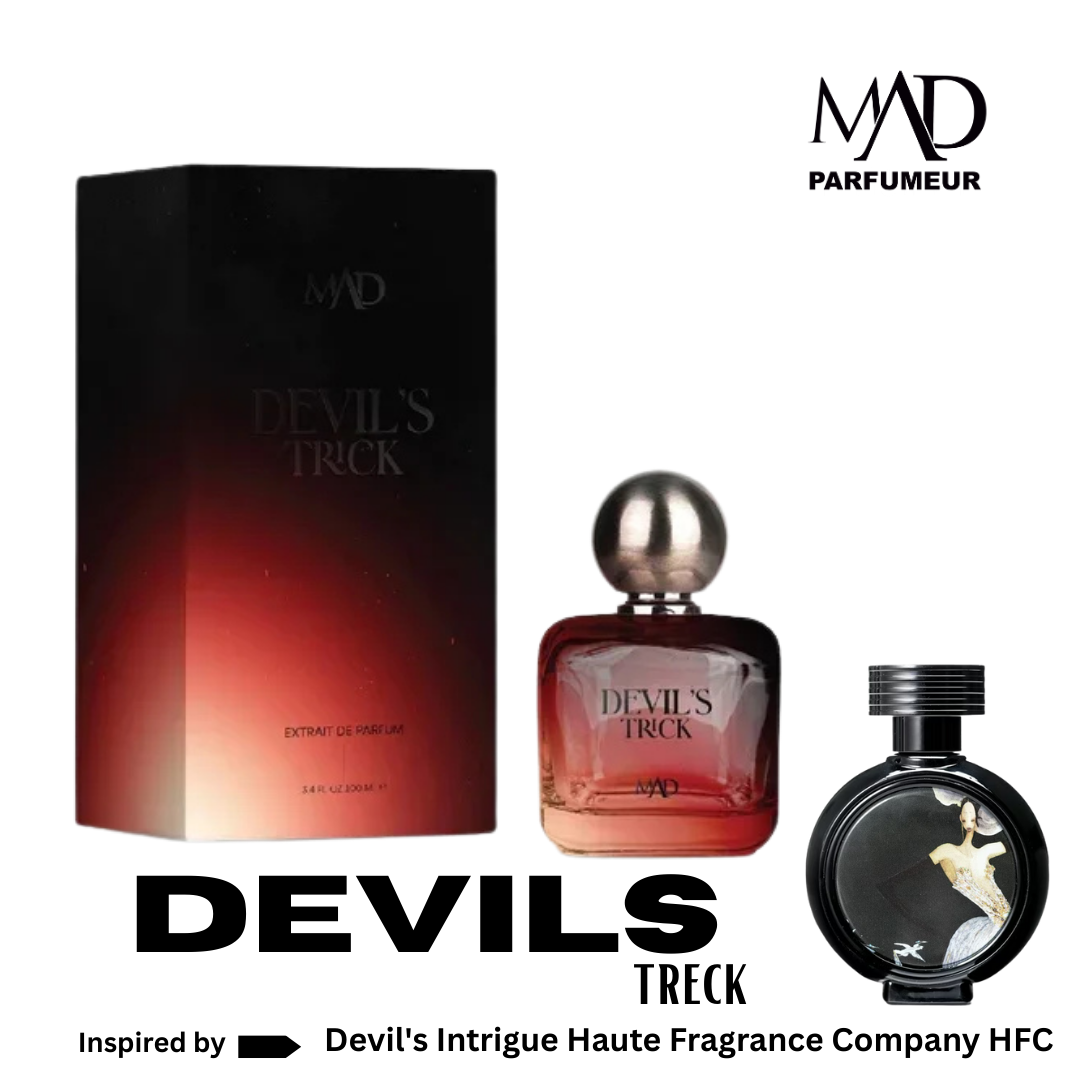 MAD
PARFUMEUR
MAD
DEVIL'S
TRICK
EXTRAIT DE PARFUM
DEVIL'S
TRICK
MAD
DEVILS
TRECK
Inspired by Devil's Intrigue Haute Fragrance Company HFC